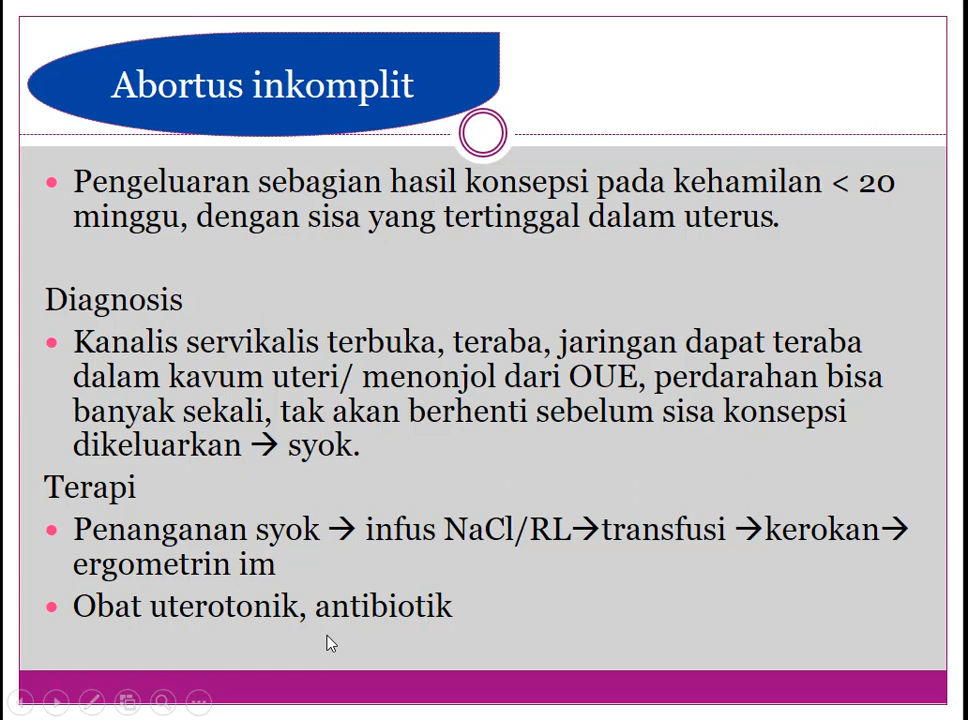 Abortus inkomplit
• Pengeluaran sebagian hasil konsepsi pada kehamilan < 20
minggu, dengan sisa yang tertinggal dalam uterus.
Diagnosis
• Kanalis servikalis terbuka, teraba, jaringan dapat teraba
dalam kavum uteri/ menonjol dari OUE, perdarahan bisa
banyak sekali, tak akan berhenti sebelum sisa konsepsi
dikeluarkan → syok.
Terapi
• Penanganan syok → infus NaCl/RL→transfusi →kerokan→
ergometrin im
• Obat uterotonik, antibiotik